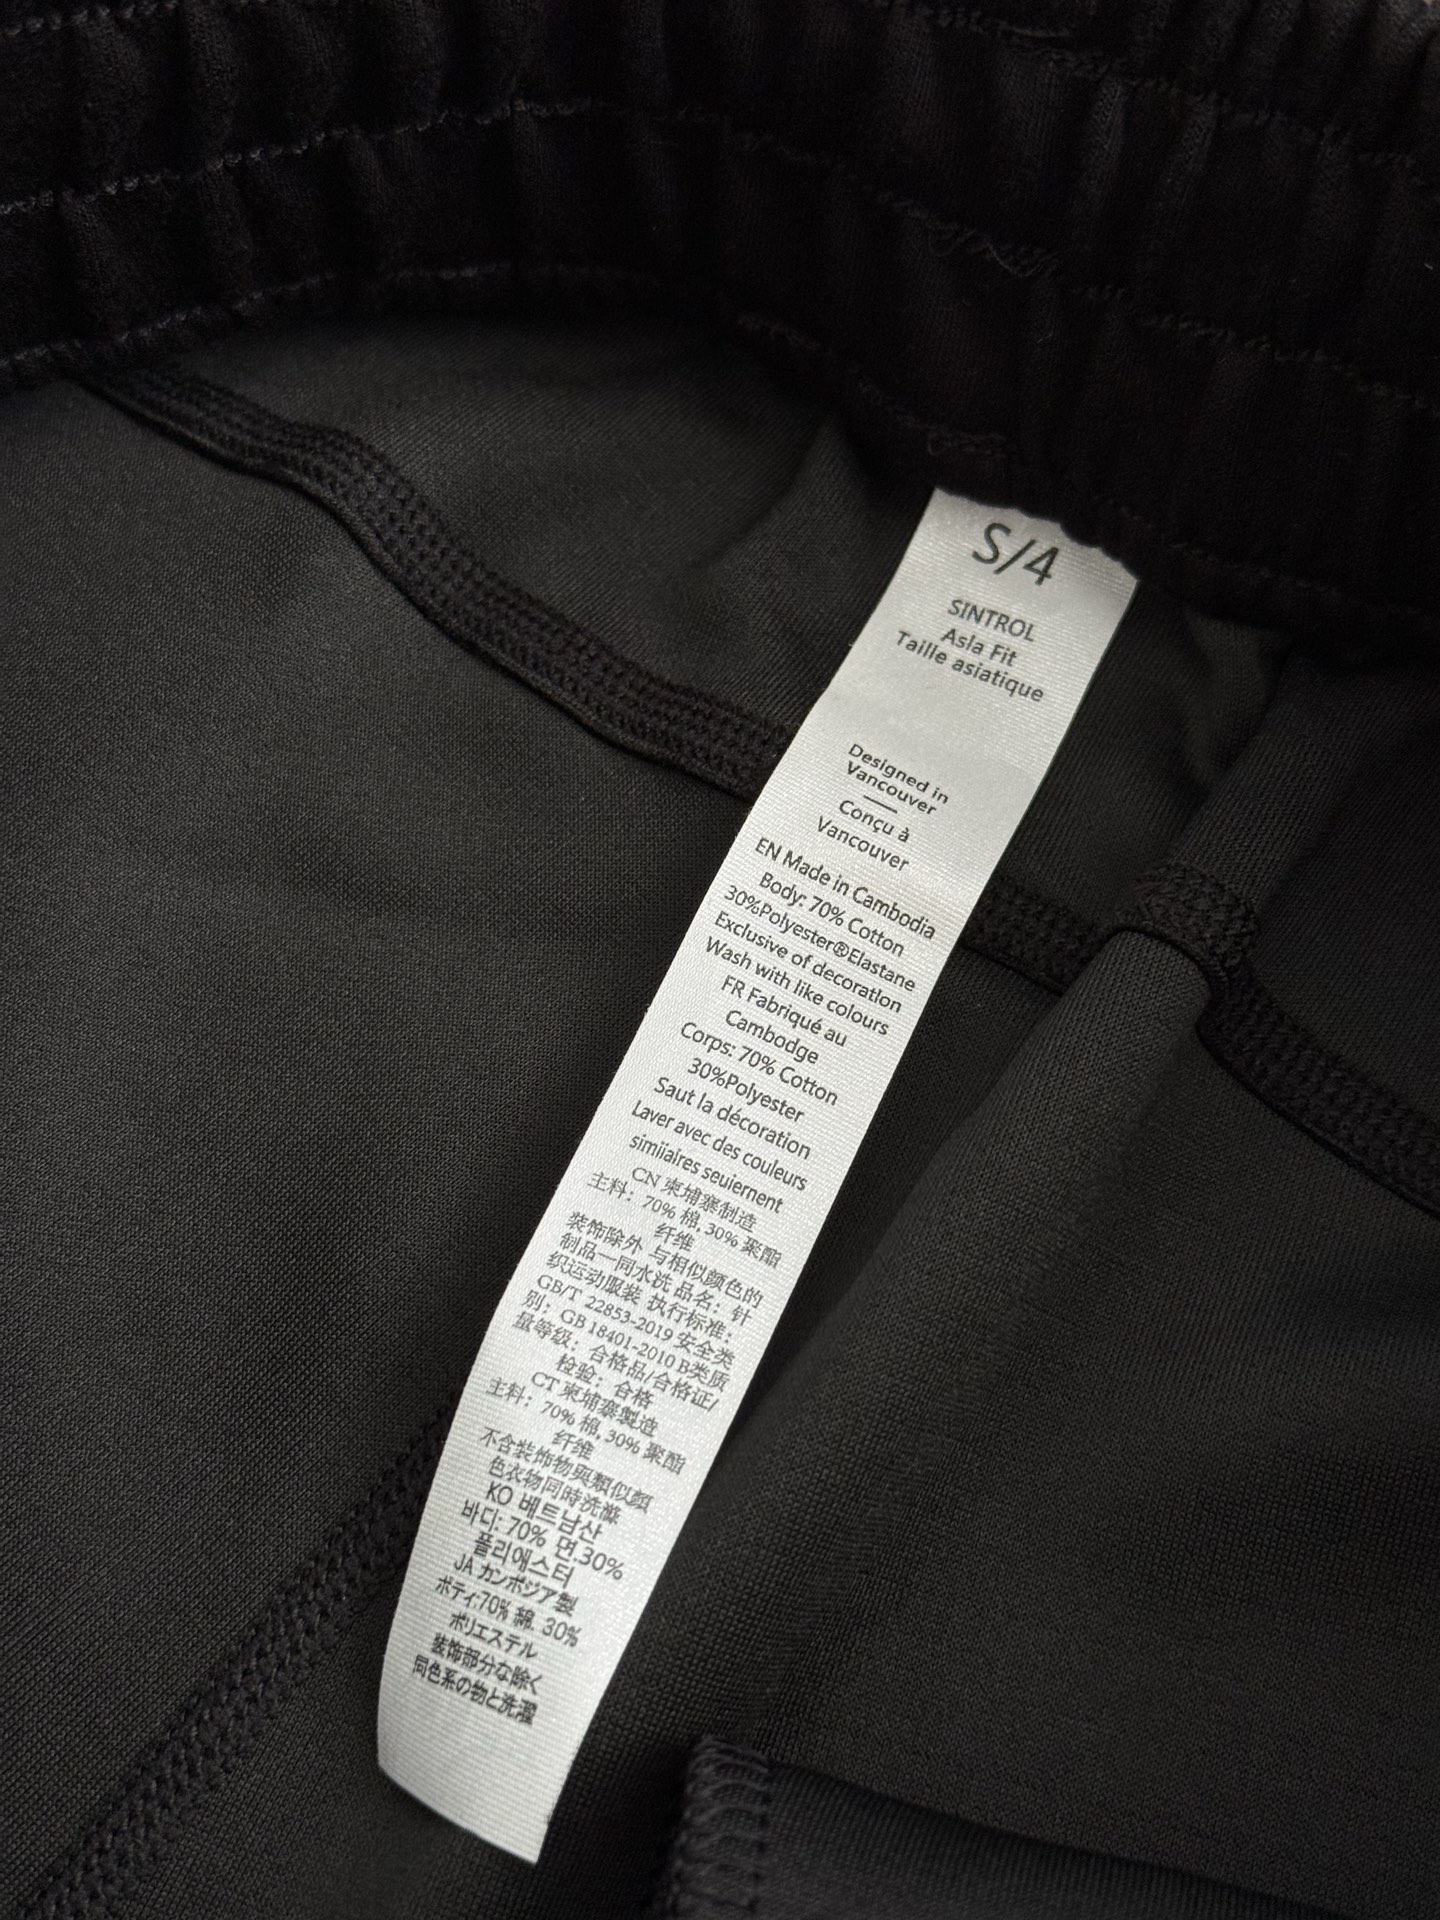 S/4
SINTROL
Asla Fit
Taille asiatique
Designed in
Vancouver
Conçu à
Vancouver
EN Made in Cambodia
Body: 70% Cotton
30%Polyester®Elastane
Exclusive of decoratlon
Wash with like colours
FR Fabriqué au
Cambodge
Corps: 70% Cotton
30%Polyester
Saut la décoration
Laver avec des couleurs
simiiaires seuiernent
CN 柬埔寨制造
主料：70% 棉, 30% 聚酯
纤维
装饰除外 与相似颜色的
制品一同水洗 品名：针
织运动服装 执行标准：
GB/T 22853-2019 安全类
别：GB 18401-2010 B类质
量等级：合格品/合格证/
检验：合格
CT 柬埔寨製造
主料：70% 棉, 30% 聚酯
纤维
不含装飾物與類似顏
色衣物同時洗滌
KO 베트남산
바디: 70% 면.30%
폴리에스터
JA カンボジア製
ボティ:70% 綿. 30%
ポリエステル
装飾部分な除く
同色系の物と洗濯